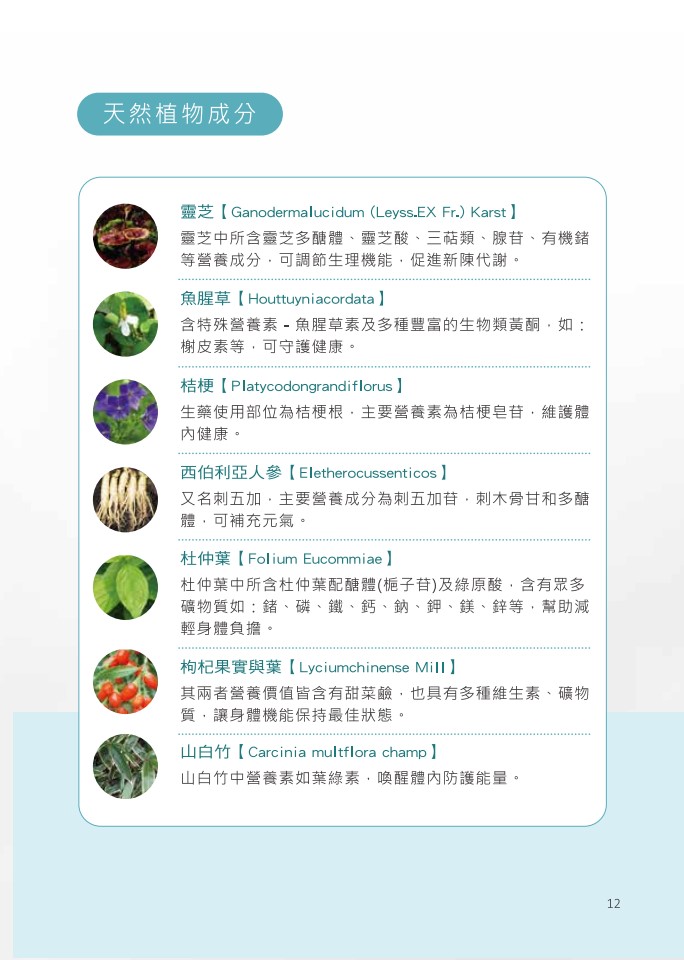 天然植物成分
靈芝【Ganodermalucidum (Leyss.EX Fr.) Karst】
靈芝中所含靈芝多醣體、靈芝酸、三萜類、腺苷、有機鍺
等營養成分，可調節生理機能，促進新陳代謝。
魚腥草【Houttuyniacordata】
含特殊營養素 - 魚腥草素及多種豐富的生物類黃酮，如：
槲皮素等，可守護健康。
桔梗【Platycodongrandiflorus】
生藥使用部位為桔梗根，主要營養素為桔梗皂苷，維護體
內健康。
西伯利亞人參【Eletherocussenticos】
又名刺五加，主要營養成分為刺五加苷，刺木骨甘和多醣
體，可補充元氣。
杜仲葉【Folium Eucommiae】
杜仲葉中所含杜仲葉配醣體(梔子苷)及綠原酸，含有眾多
礦物質如：鍺、磷、鐵、鈣、鈉、鉀、鎂、鋅等，幫助減
輕身體負擔。
枸杞果實與葉【Lyciumchinense Mill】
其兩者營養價值皆含有甜菜鹼，也具有多種維生素、礦物
質，讓身體機能保持最佳狀態。
山白竹【Carcinia multflora champ】
山白竹中營養素如葉綠素，喚醒體內防護能量。
12